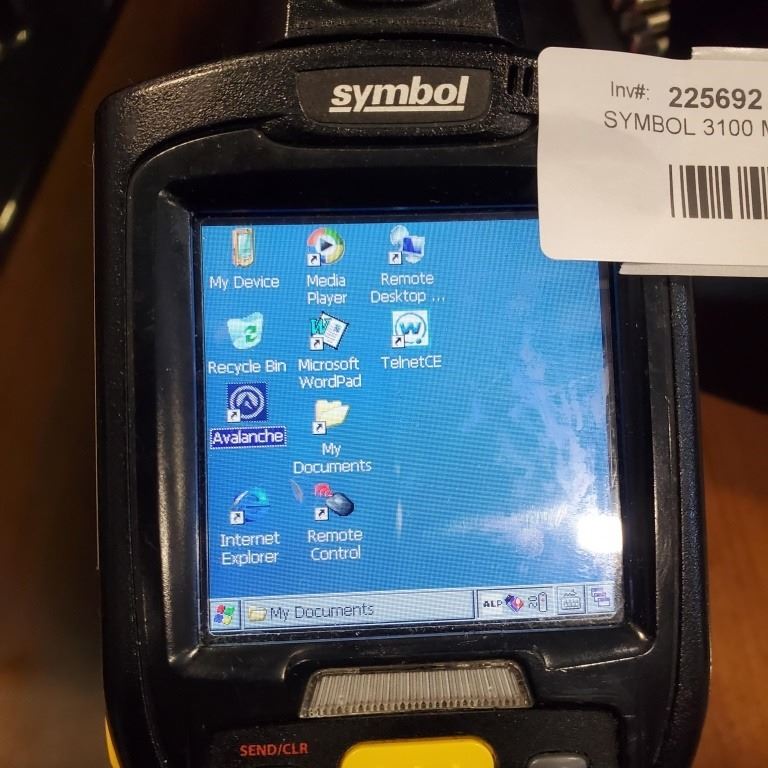 symbol
Inv#: 225692
SYMBOL 3100 M
My Device
Media
Player
Remote
Desktop ...
Recycle Bin
Microsoft
WordPad
TelnetCE
Avalanche
My
Documents
Internet
Explorer
Remote
Control
My Documents
ALP
SEND/CLR